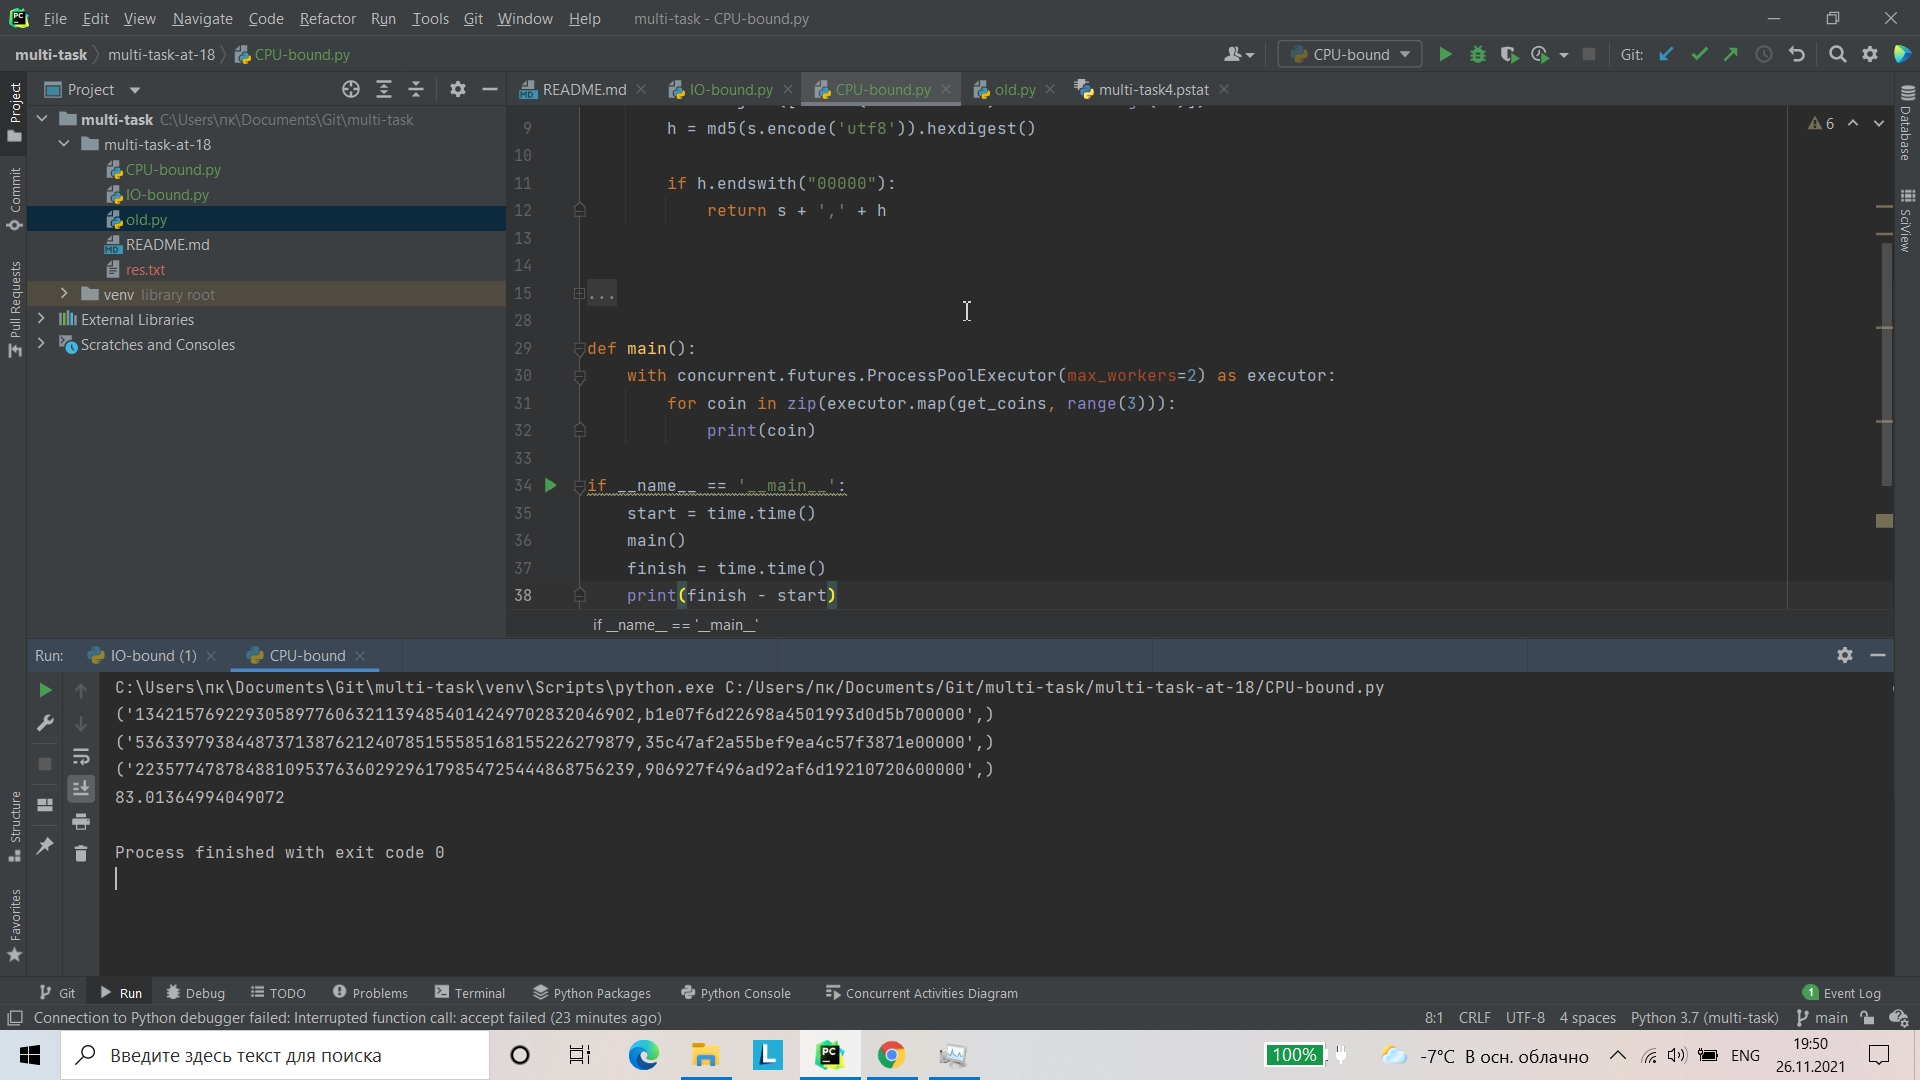 File Edit View Navigate Code Refactor Run Tools Git Window Help multi-task - CPU-bound.py
multi-task multi-task-at-18 CPU-bound.py CPU-bound Git:
Project README.md IO-bound.py CPU-bound.py old.py multi-task4.pstat
multi-task C:\Users\пк\Documents\Git\multi-task
multi-task-at-18
CPU-bound.py
IO-bound.py
old.py
README.md
res.txt
venv library root
External Libraries
Scratches and Consoles
Project
Commit
Pull Requests
Structure
Favorites
9 h = md5(s.encode('utf8')).hexdigest()
10
11 if h.endswith("00000"):
12 return s + ',' + h
13
14
15 ...
28
29 def main():
30 with concurrent.futures.ProcessPoolExecutor(max_workers=2) as executor:
31 for coin in zip(executor.map(get_coins, range(3))):
32 print(coin)
33
34 if __name__ == '__main__':
35 start = time.time()
36 main()
37 finish = time.time()
38 print(finish - start)
if __name__ == '__main__'
6
Database
SciView
Run: IO-bound (1) CPU-bound
C:\Users\пк\Documents\Git\multi-task\venv\Scripts\python.exe C:/Users/пк/Documents/Git/multi-task/multi-task-at-18/CPU-bound.py
('13421576922930589776063211394854014249702832046902,b1e07f6d22698a4501993d0d5b700000',)
('53633979384487371387621240785155585168155226279879,35c47af2a55bef9ea4c57f3871e00000',)
('22357747878488109537636029296179854725444868756239,906927f496ad92af6d19210720600000',)
83.01364994049072
Process finished with exit code 0
Git Run Debug TODO Problems Terminal Python Packages Python Console Concurrent Activities Diagram 1 Event Log
Connection to Python debugger failed: Interrupted function call: accept failed (23 minutes ago) 8:1 CRLF UTF-8 4 spaces Python 3.7 (multi-task) main
Введите здесь текст для поиска 100% -7°C В осн. облачно ENG 19:50
26.11.2021